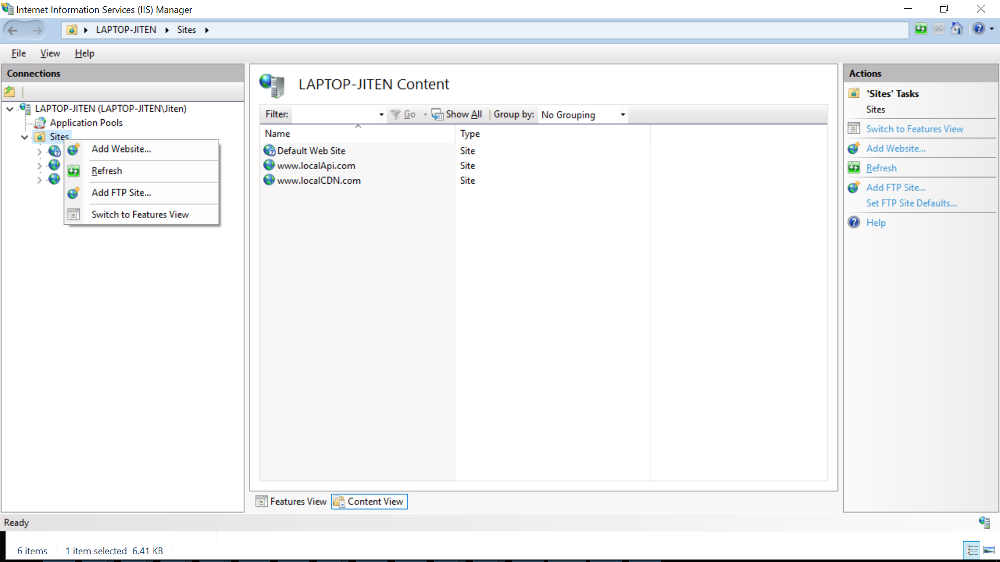 Internet Information Services (IIS) Manager
LAPTOP-JITEN Sites
File View Help
Connections
LAPTOP-JITEN (LAPTOP-JITEN\Jiten)
Application Pools
Sites
Add Website...
Refresh
Add FTP Site...
Switch to Features View
LAPTOP-JITEN Content
Filter: Go Show All Group by: No Grouping
Name Type
Default Web Site Site
www.localApi.com Site
www.localCDN.com Site
Features View Content View
Actions
'Sites' Tasks
Sites
Switch to Features View
Add Website...
Refresh
Add FTP Site...
Set FTP Site Defaults...
Help
Ready
6 items 1 item selected 6.41 KB